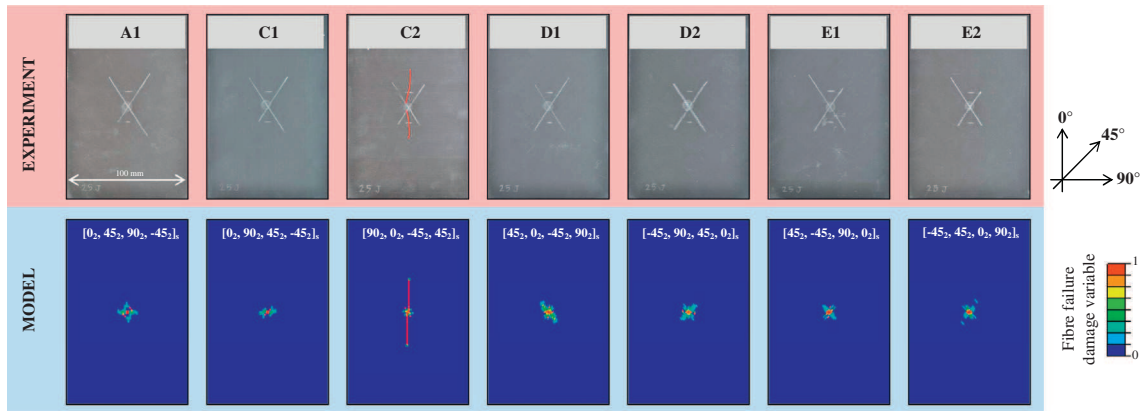 EXPERIMENT
A1
C1
C2
D1
D2
E1
E2
100 mm
25 J
25 J
25 J
25 J
25 J
25 J
0°
45°
90°
MODEL
[0₂, 45₂, 90₂, -45₂]ₛ
[0₂, 90₂, 45₂, -45₂]ₛ
[90₂, 0₂, -45₂, 45₂]ₛ
[45₂, 0₂, -45₂, 90₂]ₛ
[-45₂, 90₂, 45₂, 0₂]ₛ
[45₂, -45₂, 90₂, 0₂]ₛ
[-45₂, 45₂, 0₂, 90₂]ₛ
Fibre failure
damage variable
1
0